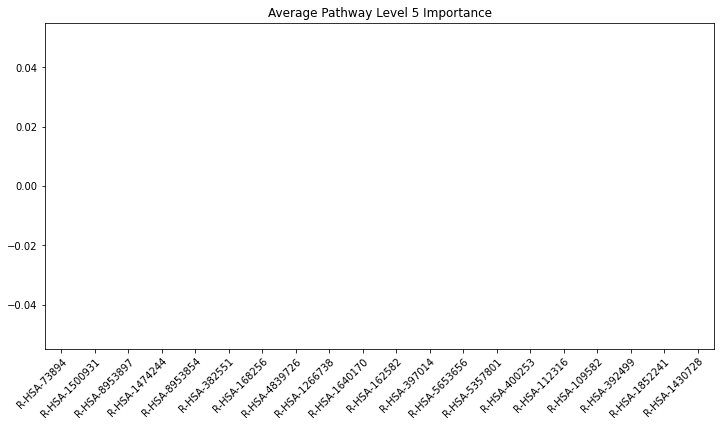 Average Pathway Level 5 Importance
0.04
0.02
0.00
−0.02
−0.04
R-HSA-73894
R-HSA-1500931
R-HSA-8953897
R-HSA-1474244
R-HSA-8953854
R-HSA-382551
R-HSA-168256
R-HSA-4839726
R-HSA-1266738
R-HSA-1640170
R-HSA-162582
R-HSA-397014
R-HSA-5653656
R-HSA-5357801
R-HSA-400253
R-HSA-112316
R-HSA-109582
R-HSA-392499
R-HSA-1852241
R-HSA-1430728